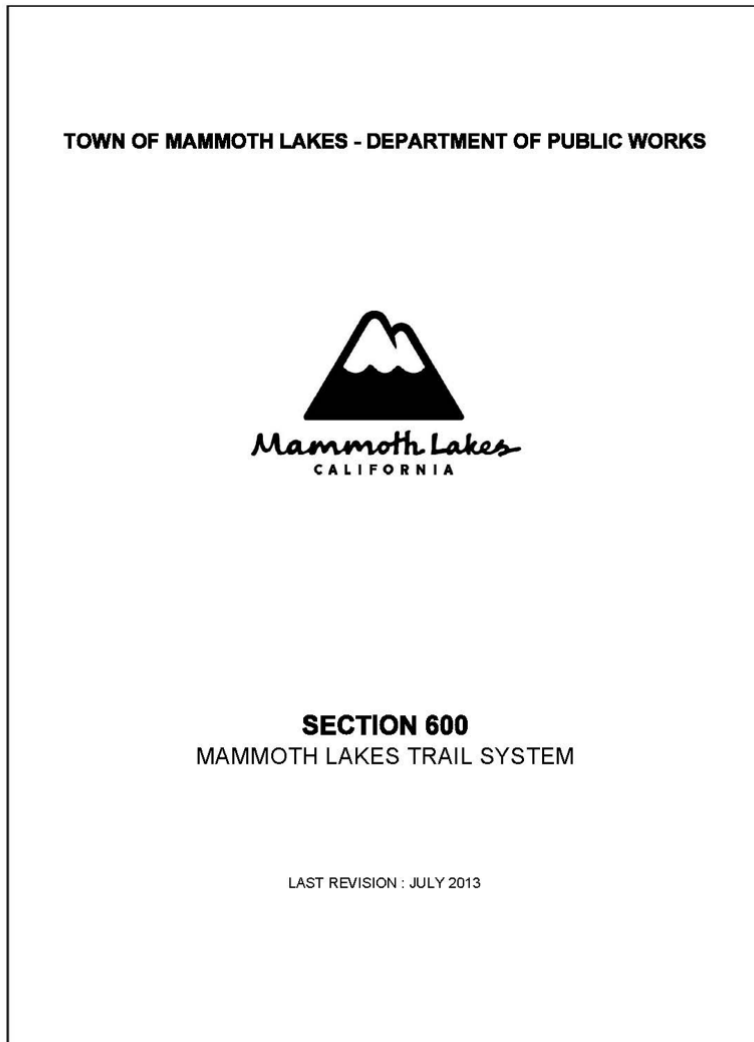 TOWN OF MAMMOTH LAKES - DEPARTMENT OF PUBLIC WORKS
Mammoth Lakes
CALIFORNIA
SECTION 600
MAMMOTH LAKES TRAIL SYSTEM
LAST REVISION : JULY 2013